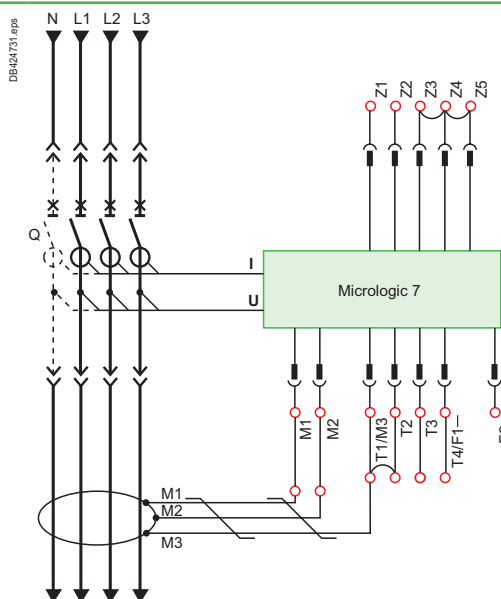 DB424731.eps
N L1 L2 L3
Z1 Z2 Z3 Z4 Z5
Q
I
U
Micrologic 7
M1 M2 T1/M3 T2 T3 T4/F1–
M1
M2
M3